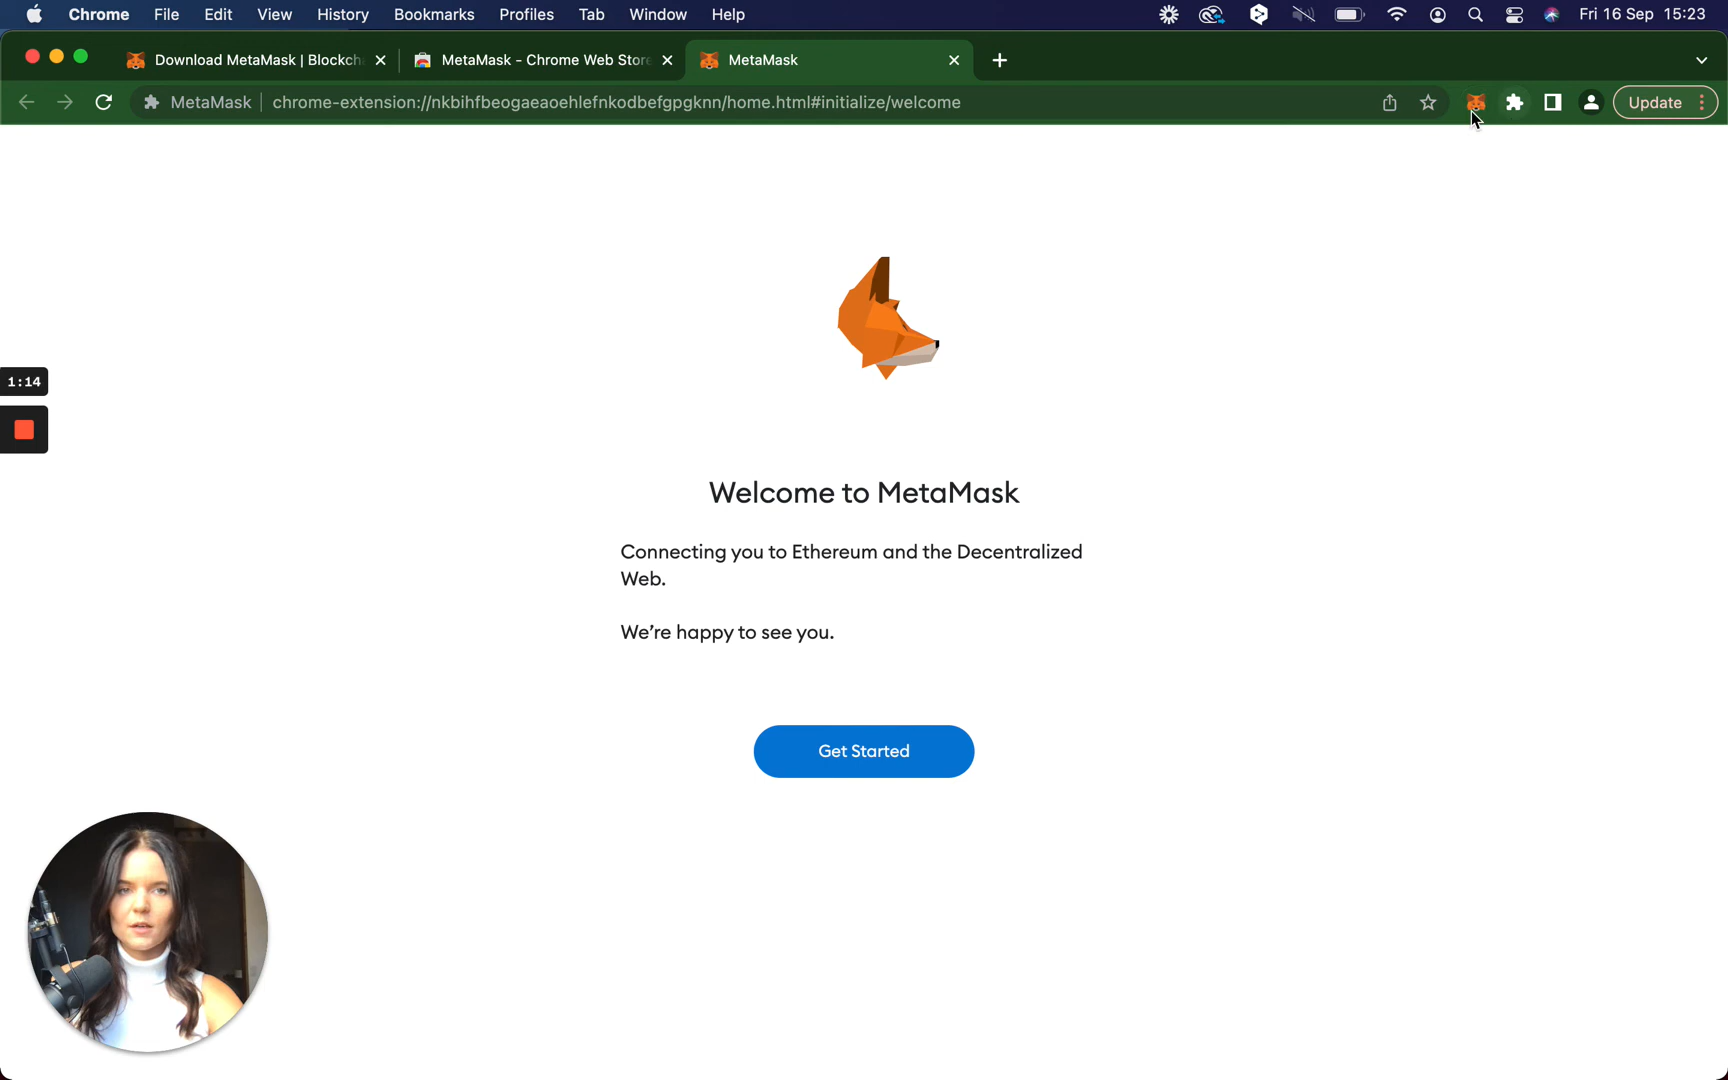 Chrome File Edit View History Bookmarks Profiles Tab Window Help Fri 16 Sep 15:23
Download MetaMask | Blockch MetaMask - Chrome Web Store MetaMask
MetaMask chrome-extension://nkbihfbeogaeaoehlefnkodbefgpgknn/home.html#initialize/welcome Update
1:14
Welcome to MetaMask
Connecting you to Ethereum and the Decentralized
Web.
We’re happy to see you.
Get Started